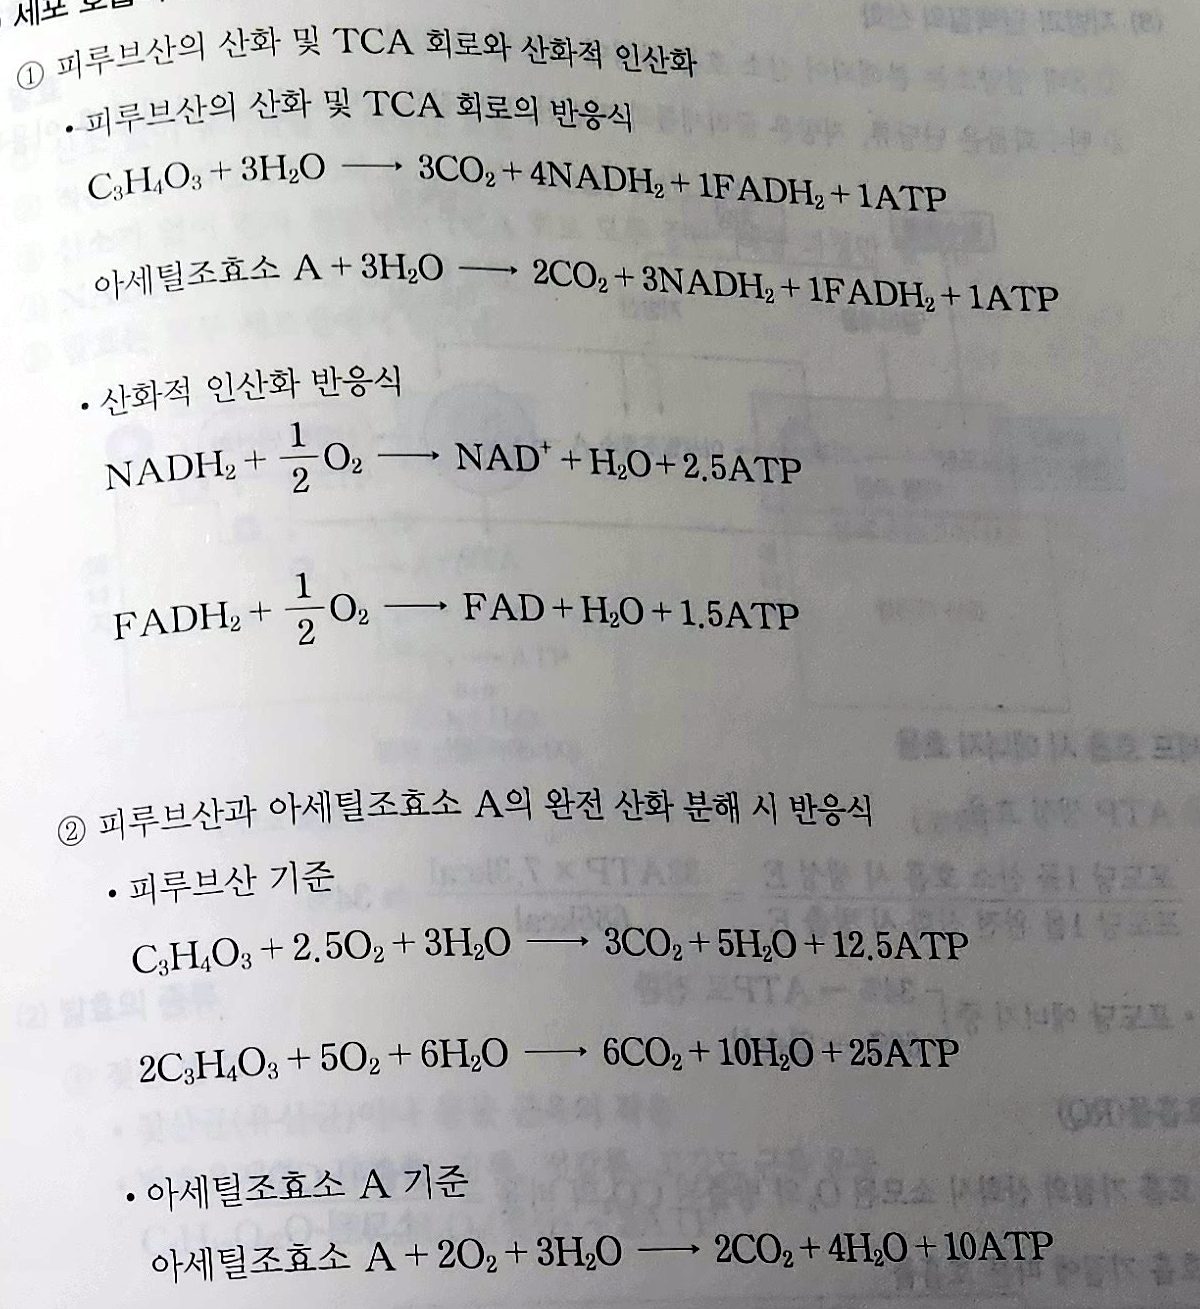 세포
① 피루브산의 산화 및 TCA 회로와 산화적 인산화
• 피루브산의 산화 및 TCA 회로의 반응식
C₃H₄O₃ + 3H₂O ⟶ 3CO₂ + 4NADH₂ + 1FADH₂ + 1ATP
아세틸조효소 A + 3H₂O ⟶ 2CO₂ + 3NADH₂ + 1FADH₂ + 1ATP
• 산화적 인산화 반응식
NADH₂ + 1/2 O₂ ⟶ NAD⁺ + H₂O + 2.5ATP
FADH₂ + 1/2 O₂ ⟶ FAD + H₂O + 1.5ATP
② 피루브산과 아세틸조효소 A의 완전 산화 분해 시 반응식
• 피루브산 기준
C₃H₄O₃ + 2.5O₂ + 3H₂O ⟶ 3CO₂ + 5H₂O + 12.5ATP
2C₃H₄O₃ + 5O₂ + 6H₂O ⟶ 6CO₂ + 10H₂O + 25ATP
• 아세틸조효소 A 기준
아세틸조효소 A + 2O₂ + 3H₂O ⟶ 2CO₂ + 4H₂O + 10ATP